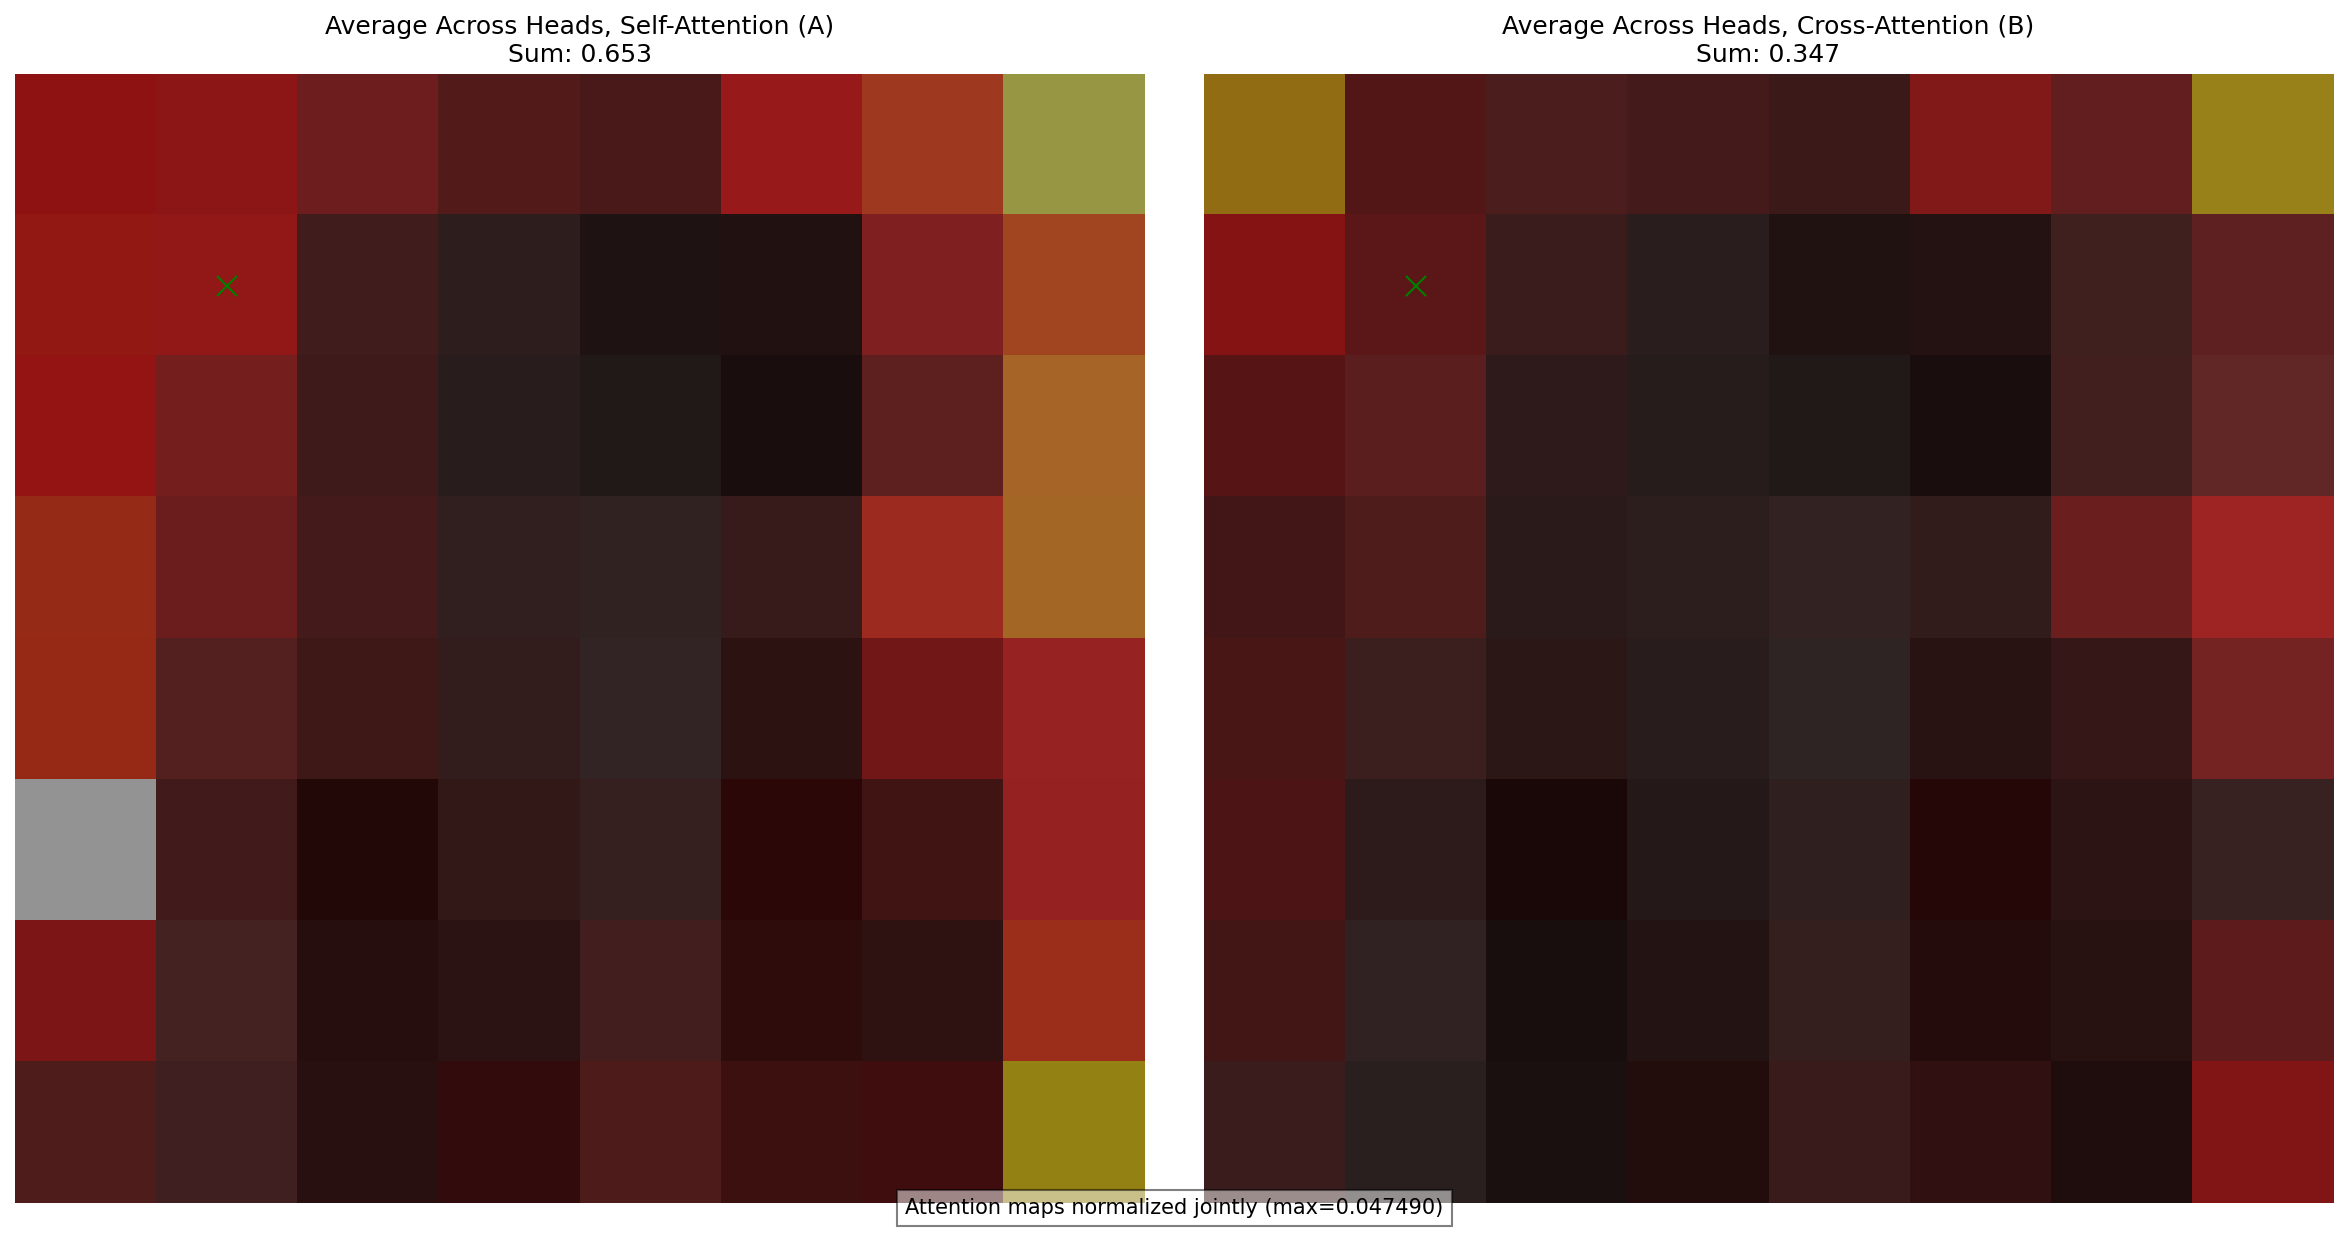 Average Across Heads, Self-Attention (A)
Sum: 0.653
Average Across Heads, Cross-Attention (B)
Sum: 0.347
Attention maps normalized jointly (max=0.047490)